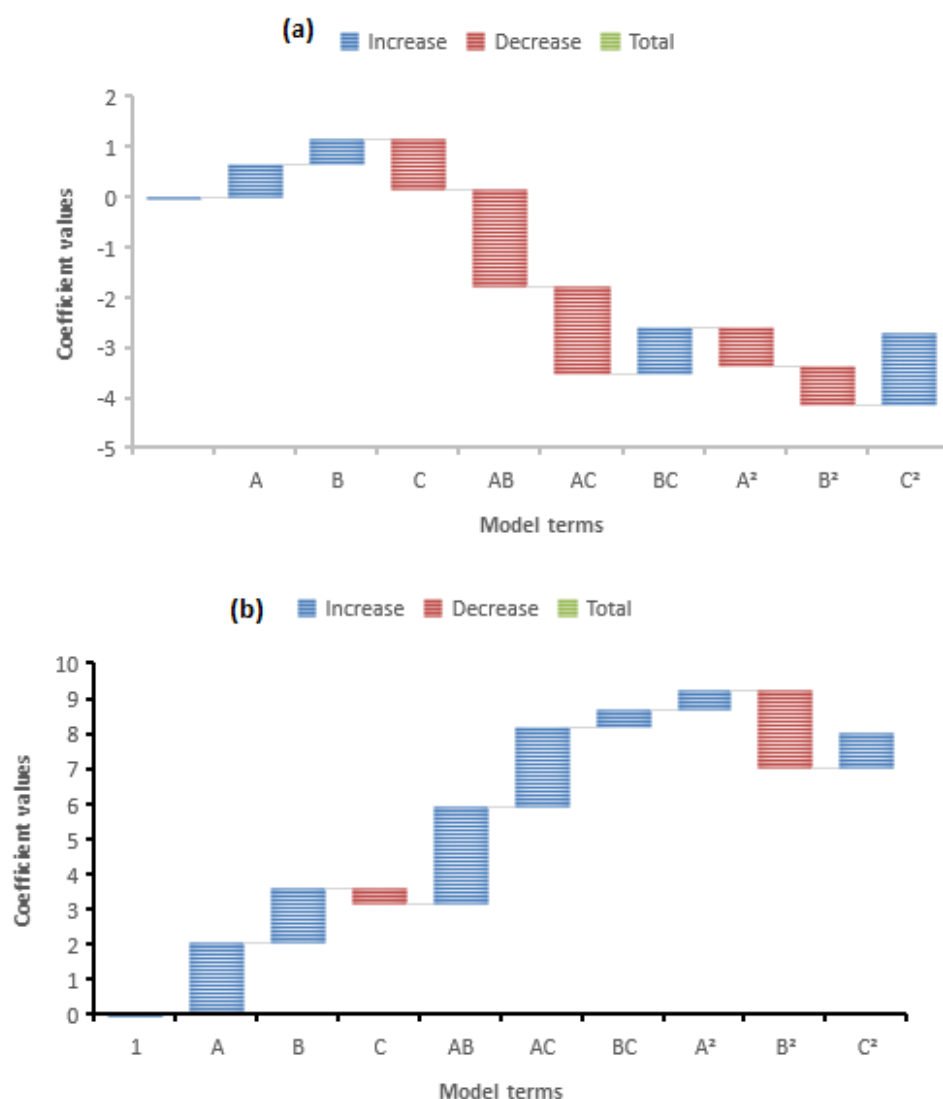 (a) Increase Decrease Total
2
1
0
-1
-2
-3
-4
-5
Coefficient values
A B C AB AC BC A² B² C²
Model terms
(b) Increase Decrease Total
10
9
8
7
6
5
4
3
2
1
0
Coefficient values
1 A B C AB AC BC A² B² C²
Model terms